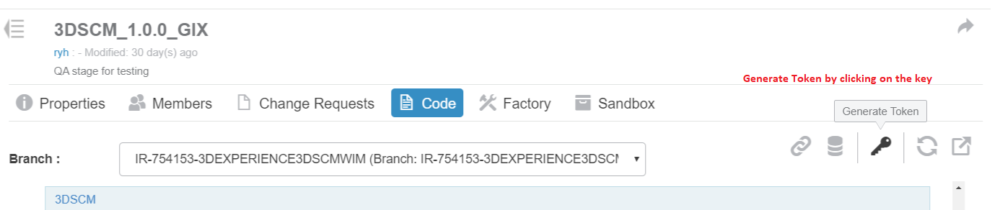 3DSCM_1.0.0_GIX
ryh : - Modified: 30 day(s) ago
QA stage for testing
Generate Token by clicking on the key
Properties Members Change Requests Code Factory Sandbox
Generate Token
Branch : IR-754153-3DEXPERIENCE3DSCMWIM (Branch: IR-754153-3DEXPERIENCE3DSCM
3DSCM